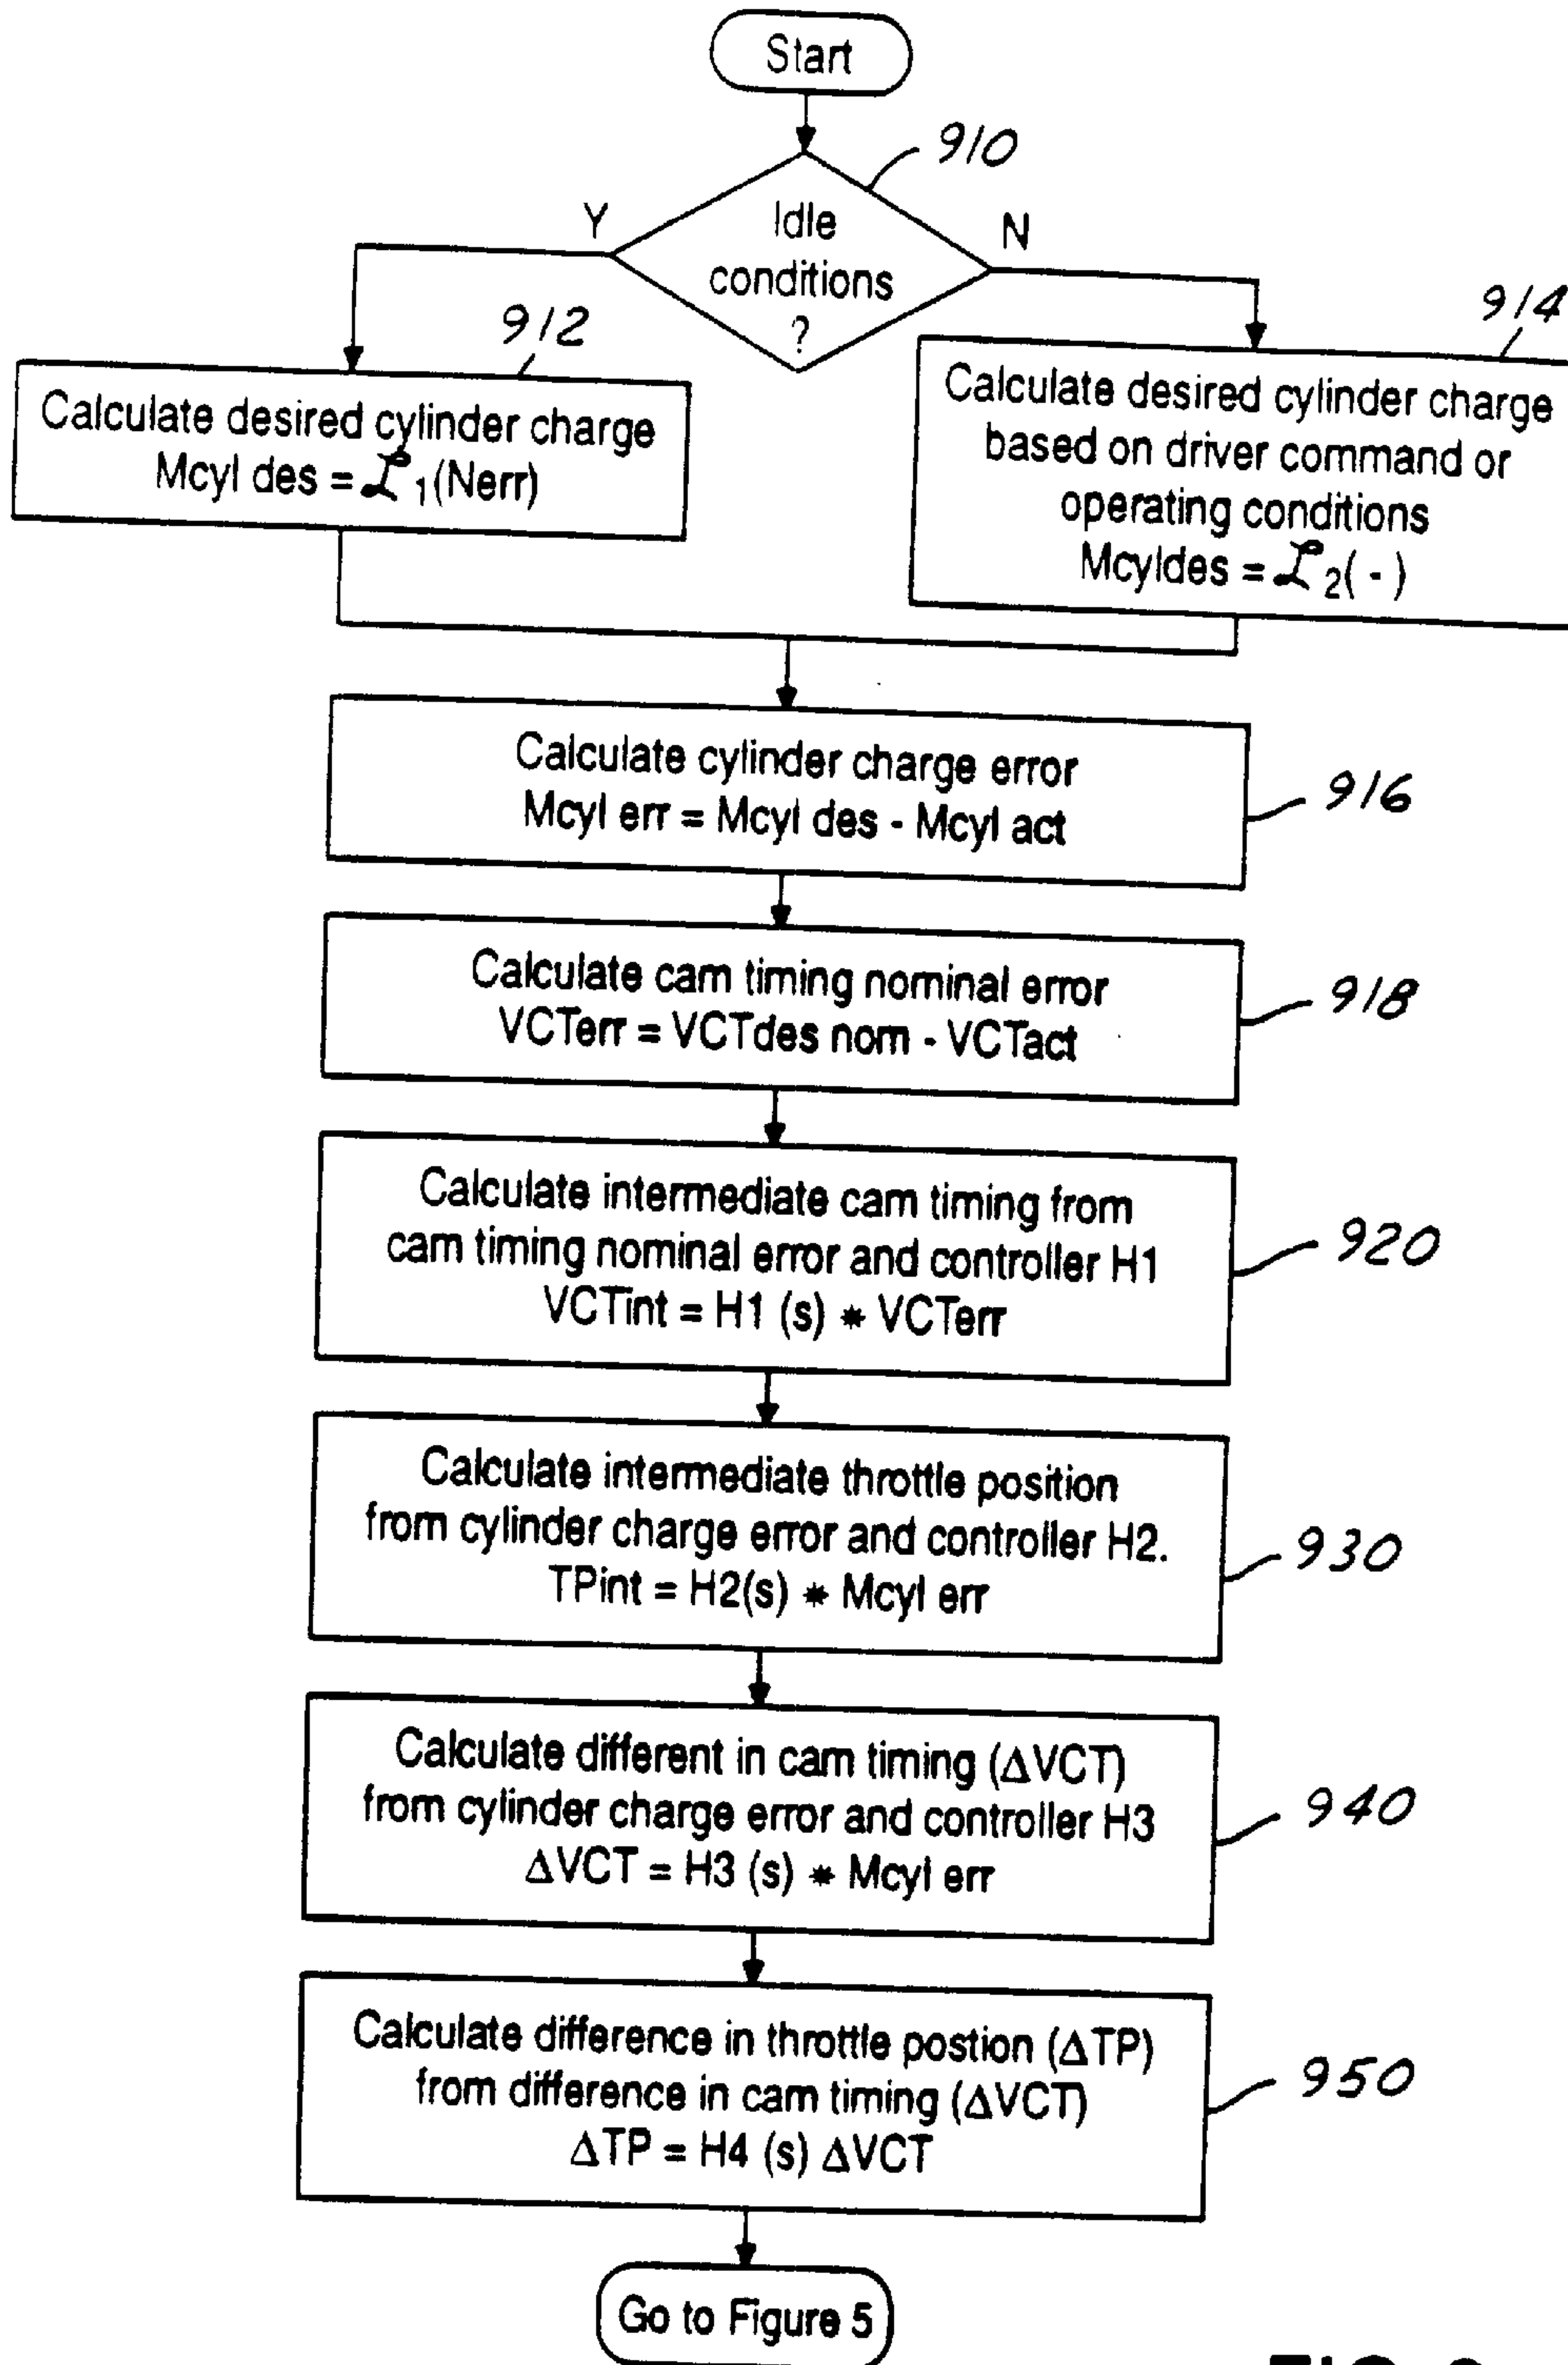 Start
910
Idle
conditions
?
Y
N
912
914
Calculate desired cylinder charge
Mcyl des = ℒ1(Nerr)
Calculate desired cylinder charge
based on driver command or
operating conditions
Mcyldes = ℒ2( - )
Calculate cylinder charge error
Mcyl err = Mcyl des - Mcyl act
916
Calculate cam timing nominal error
VCTerr = VCTdes nom - VCTact
918
Calculate intermediate cam timing from
cam timing nominal error and controller H1
VCTint = H1 (s) * VCTerr
920
Calculate intermediate throttle position
from cylinder charge error and controller H2.
TPint = H2(s) * Mcyl err
930
Calculate different in cam timing (ΔVCT)
from cylinder charge error and controller H3
ΔVCT = H3 (s) * Mcyl err
940
Calculate difference in throttle postion (ΔTP)
from difference in cam timing (ΔVCT)
ΔTP = H4 (s) ΔVCT
950
Go to Figure 5